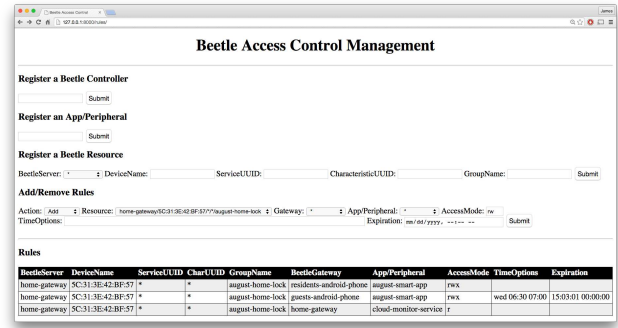 Beetle Access Control
James
127.0.0.1:8000/rules/
Beetle Access Control Management
Register a Beetle Controller
Submit
Register an App/Peripheral
Submit
Register a Beetle Resource
BeetleServer: * DeviceName: ServiceUUID: CharacteristicUUID: GroupName: Submit
Add/Remove Rules
Action: Add Resource: home-gateway/5C:31:3E:42:BF:57/*/*/august-home-lock Gateway: * App/Peripheral: * AccessMode: rw
TimeOptions: Expiration: mm/dd/yyyy, --:-- -- Submit
Rules
BeetleServer DeviceName ServiceUUID CharUUID GroupName BeetleGateway App/Peripheral AccessMode TimeOptions Expiration
home-gateway 5C:31:3E:42:BF:57 * * august-home-lock residents-android-phone august-smart-app rwx
home-gateway 5C:31:3E:42:BF:57 * * august-home-lock guests-android-phone august-smart-app rwx wed 06:30 07:00 15:03:01 00:00:00
home-gateway 5C:31:3E:42:BF:57 * * august-home-lock home-gateway cloud-monitor-service r